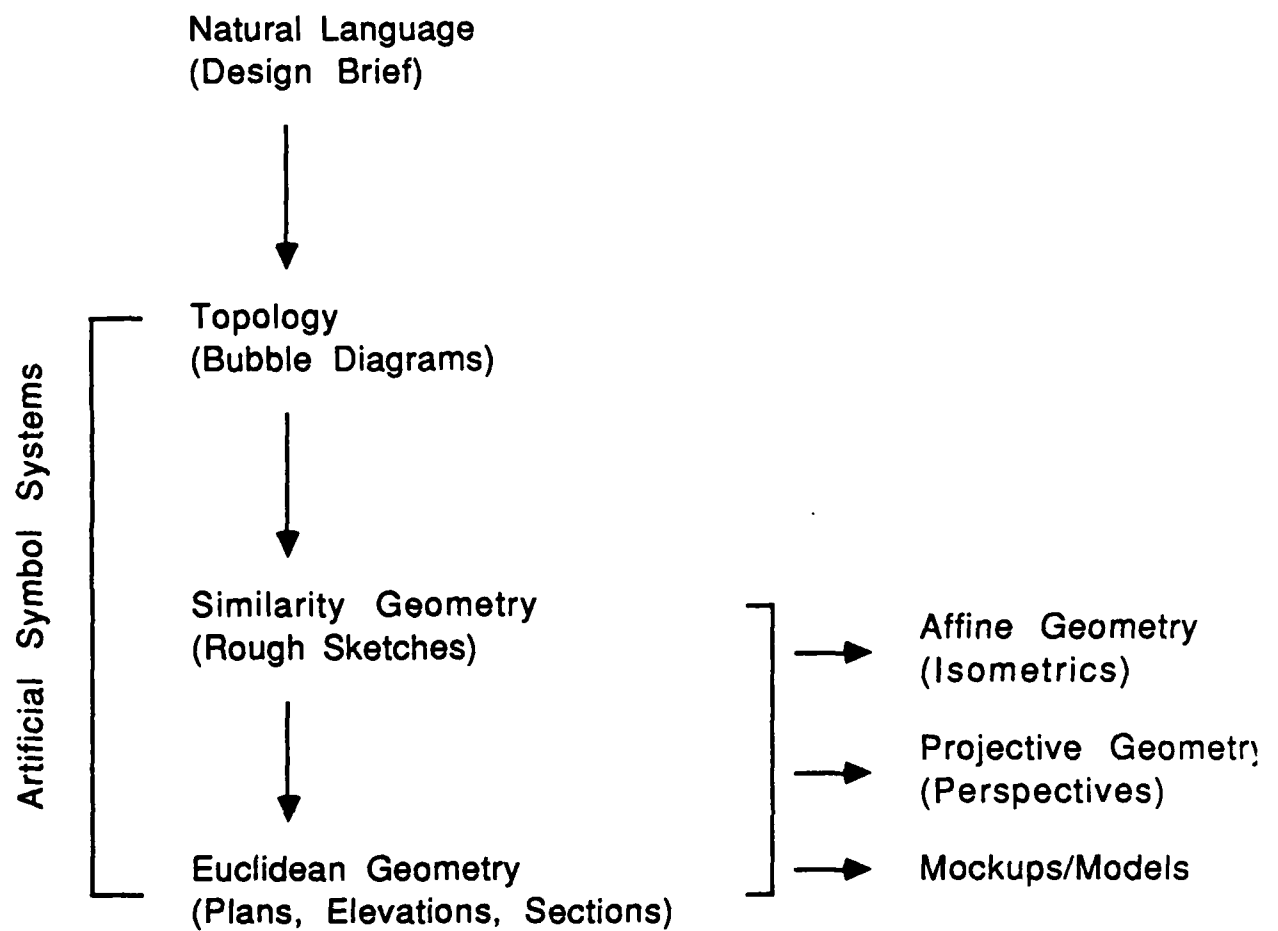 Natural Language
(Design Brief)
Topology
(Bubble Diagrams)
Artificial Symbol Systems
Similarity Geometry
(Rough Sketches)
Affine Geometry
(Isometrics)
Projective Geometry
(Perspectives)
Euclidean Geometry
(Plans, Elevations, Sections)
Mockups/Models